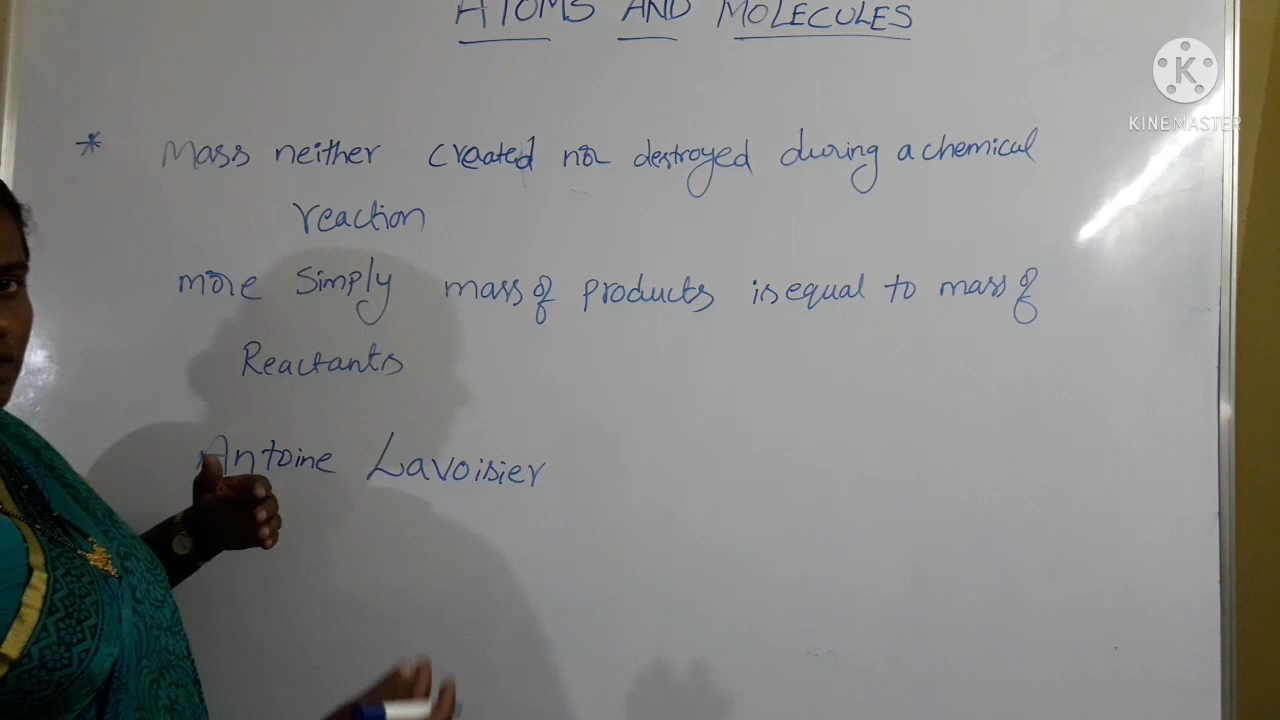 ATOMS AND MOLECULES
* Mass neither created nor destroyed during a chemical
reaction
more simply mass of products is equal to mass of
Reactants
Antoine Lavoisier
K
KINEMASTER